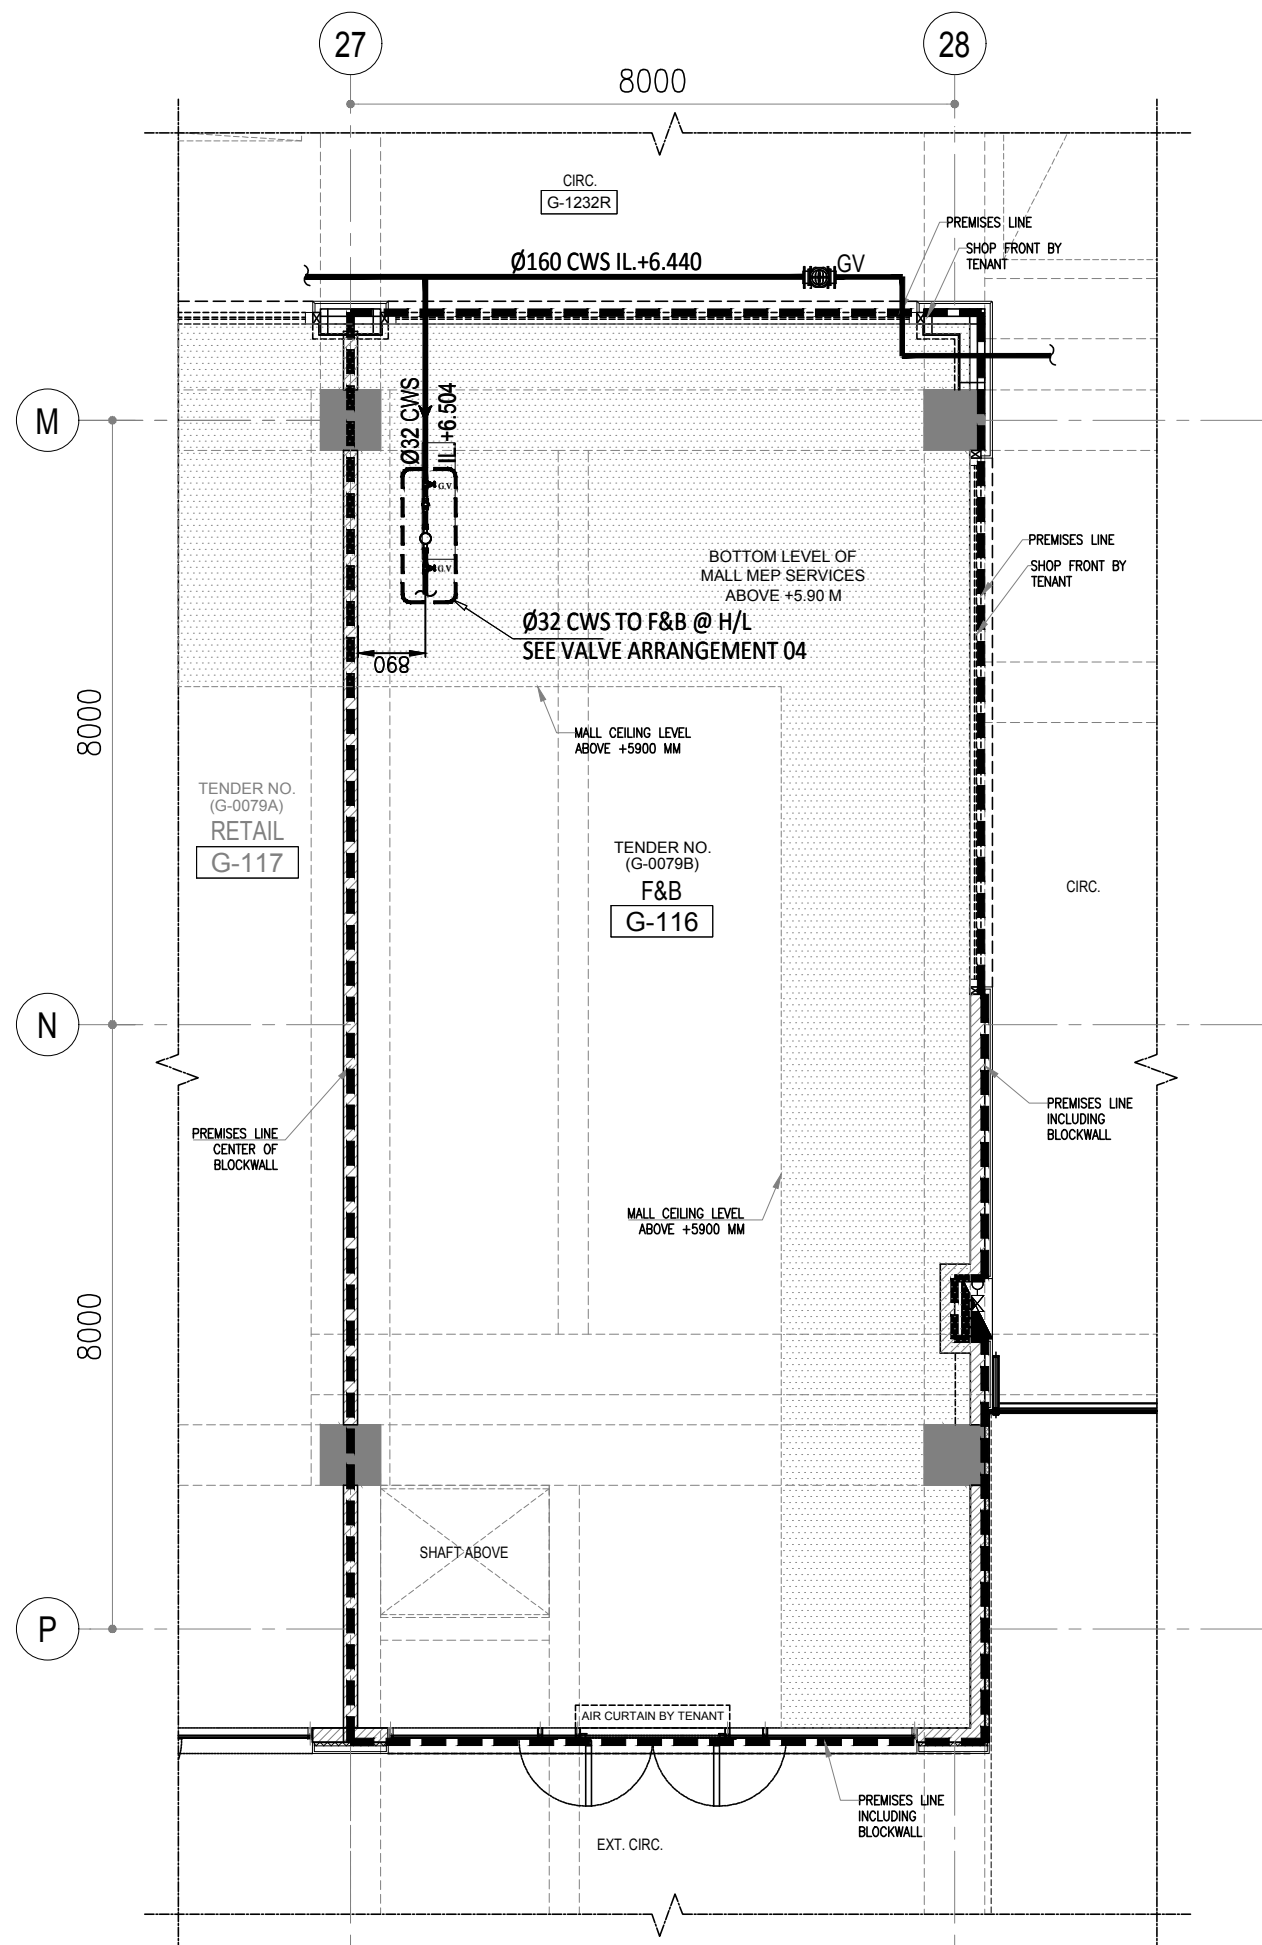 27
28
8000
CIRC.
G-1232R
PREMISES LINE
SHOP FRONT BY
TENANT
Ø160 CWS IL.+6.440
GV
M
Ø32 CWS
IL.+6.504
G.V
G.V
PREMISES LINE
SHOP FRONT BY
TENANT
BOTTOM LEVEL OF
MALL MEP SERVICES
ABOVE +5.90 M
Ø32 CWS TO F&B @ H/L
SEE VALVE ARRANGEMENT 04
890
8000
MALL CEILING LEVEL
ABOVE +5900 MM
TENDER NO.
(G-0079A)
RETAIL
G-117
TENDER NO.
(G-0079B)
F&B
G-116
CIRC.
N
PREMISES LINE
CENTER OF
BLOCKWALL
PREMISES LINE
INCLUDING
BLOCKWALL
MALL CEILING LEVEL
ABOVE +5900 MM
8000
SHAFT ABOVE
P
AIR CURTAIN BY TENANT
PREMISES LINE
INCLUDING
BLOCKWALL
EXT. CIRC.